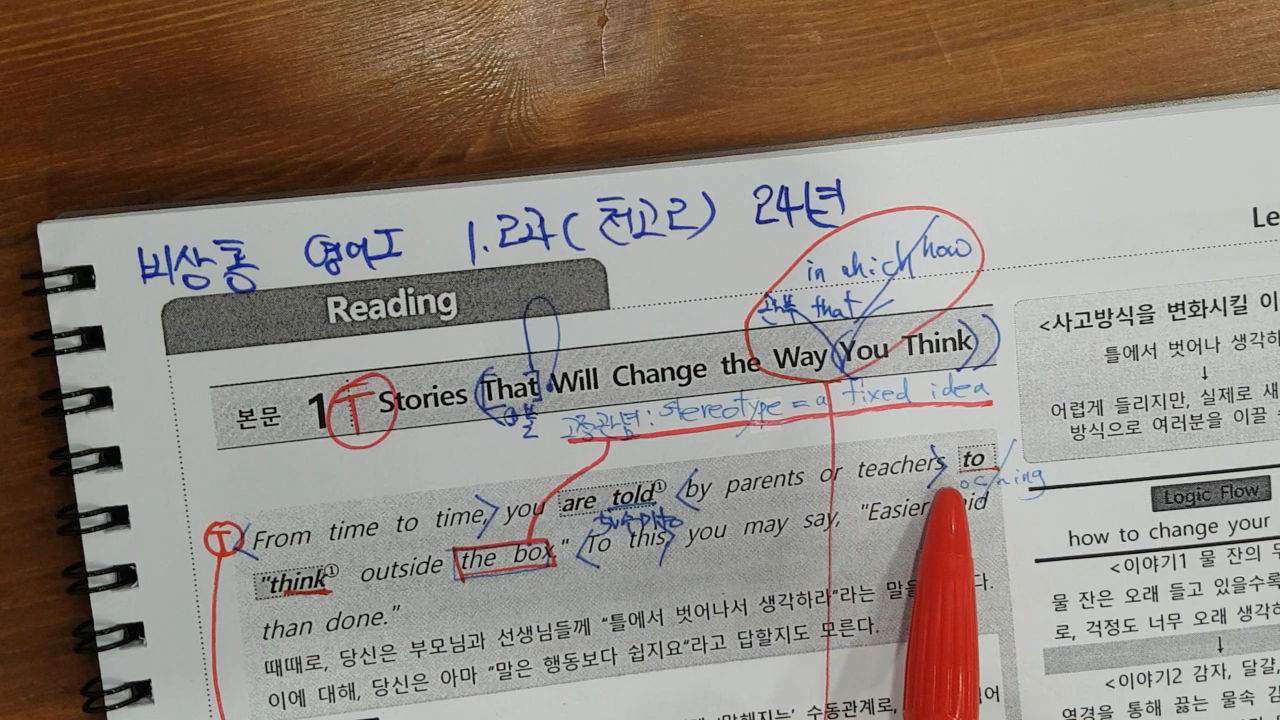 비상홍 영어I 1.2과(천고2) 24년
Reading
in which how
관부 that
본문 1 T Stories That Will Change the Way You Think
고정관념: stereotype = a fixed idea
From time to time, you are told① by parents or teachers to
"think① outside the box." To this, you may say, "Easier said
than done."
때때로, 당신은 부모님과 선생님들께 "틀에서 벗어나서 생각하라"라는 말을
이에 대해, 당신은 아마 "말은 행동보다 쉽지요"라고 답할지도 모른다.
수동관계로,
Le
<사고방식을 변화시킬 이
틀에서 벗어나 생각하
↓
어렵게 들리지만, 실제로 새
방식으로 여러분을 이끌
Logic Flow
how to change your
<이야기1 물 잔의 무
물 잔은 오래 들고 있을수록
로, 걱정도 너무 오래 생각하
↓
<이야기2 감자, 달걀,
역경을 통해 끓는 물속 감